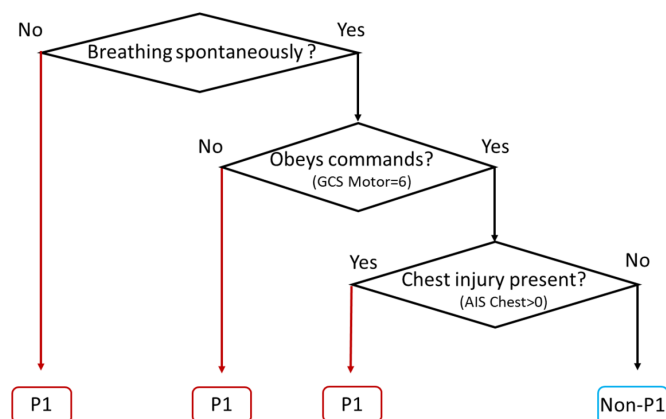 No
Yes
Breathing spontaneously ?
No
Yes
Obeys commands?
(GCS Motor=6)
Yes
No
Chest injury present?
(AIS Chest>0)
P1
P1
P1
Non-P1